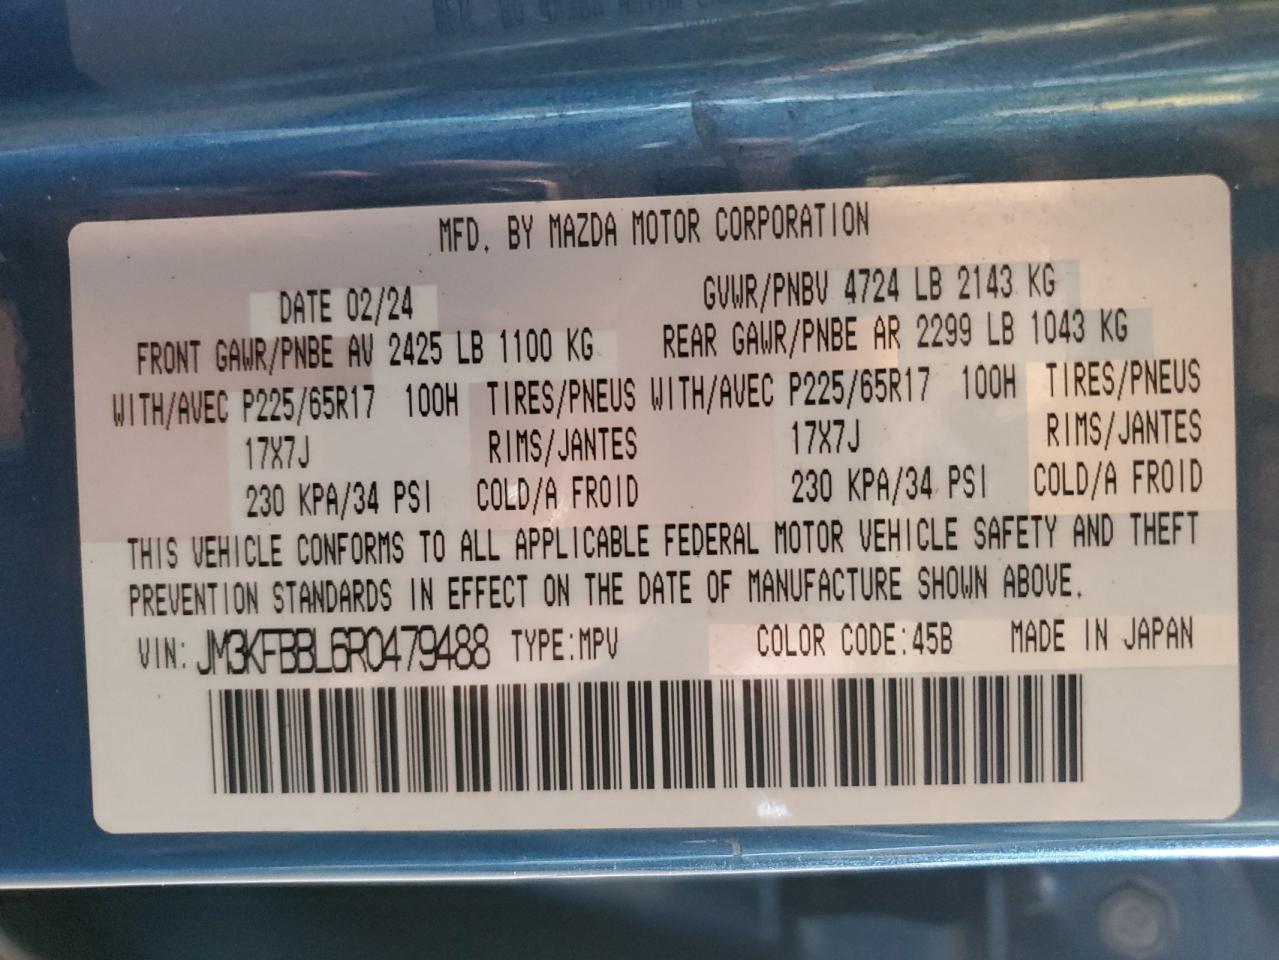 MFD. BY MAZDA MOTOR CORPORATION
DATE 02/24 GVWR/PNBV 4724 LB 2143 KG
FRONT GAWR/PNBE AV 2425 LB 1100 KG REAR GAWR/PNBE AR 2299 LB 1043 KG
WITH/AVEC P225/65R17 100H TIRES/PNEUS WITH/AVEC P225/65R17 100H TIRES/PNEUS
17X7J RIMS/JANTES 17X7J RIMS/JANTES
230 KPA/34 PSI COLD/A FROID 230 KPA/34 PSI COLD/A FROID
THIS VEHICLE CONFORMS TO ALL APPLICABLE FEDERAL MOTOR VEHICLE SAFETY AND THEFT
PREVENTION STANDARDS IN EFFECT ON THE DATE OF MANUFACTURE SHOWN ABOVE.
VIN: JM3KFBBL6R0479488 TYPE:MPV COLOR CODE:45B MADE IN JAPAN